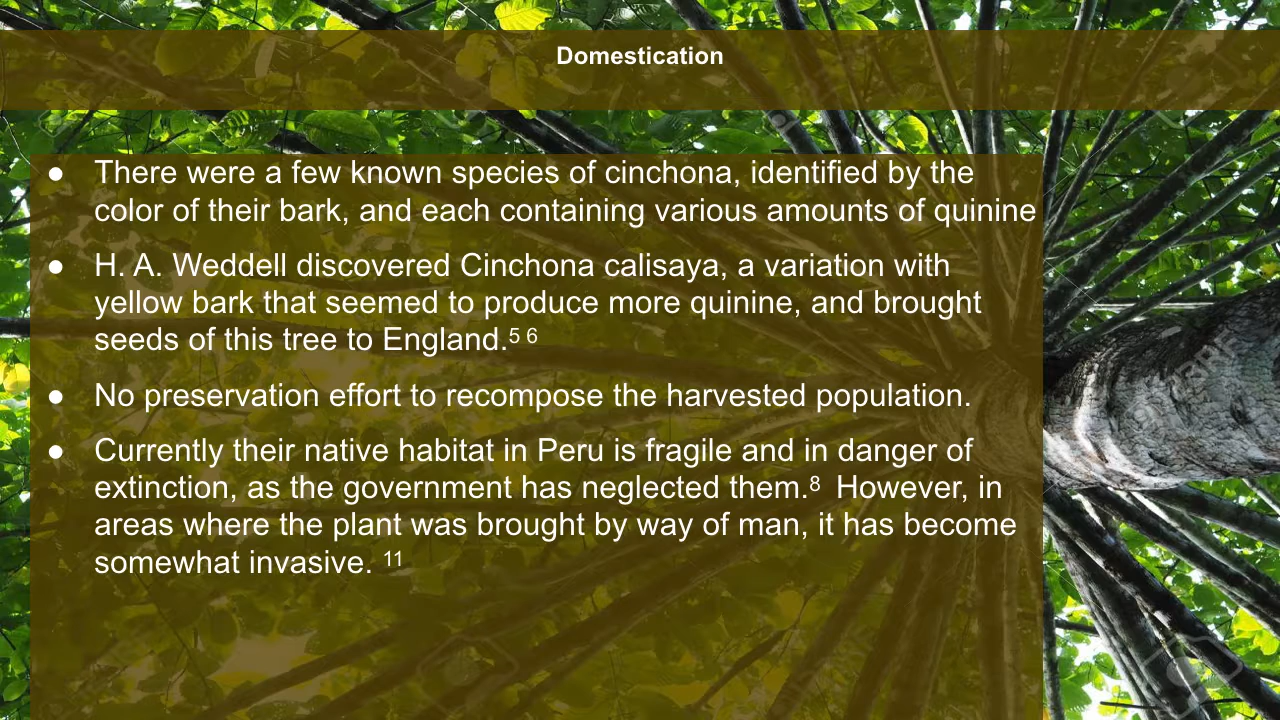 Domestication
● There were a few known species of cinchona, identified by the
color of their bark, and each containing various amounts of quinine
● H. A. Weddell discovered Cinchona calisaya, a variation with
yellow bark that seemed to produce more quinine, and brought
seeds of this tree to England.⁵ ⁶
● No preservation effort to recompose the harvested population.
● Currently their native habitat in Peru is fragile and in danger of
extinction, as the government has neglected them.⁸ However, in
areas where the plant was brought by way of man, it has become
somewhat invasive. ¹¹